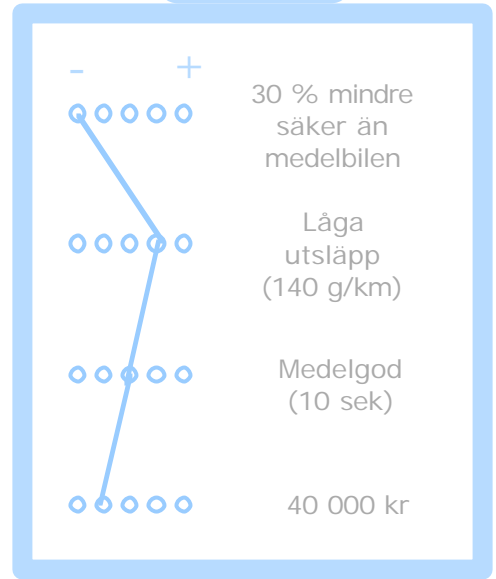 - +
30 % mindre
säker än
medelbilen
Låga
utsläpp
(140 g/km)
Medelgod
(10 sek)
40 000 kr